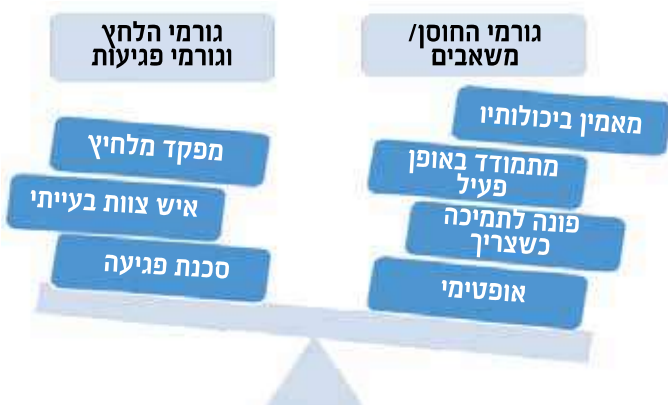 גורמי החוסן/
משאבים
מאמין ביכולותיו
מתמודד באופן
פעיל
פונה לתמיכה
כשצריך
אופטימי
גורמי הלחץ
וגורמי פגיעות
מפקד מלחיץ
איש צוות בעייתי
סכנת פגיעה